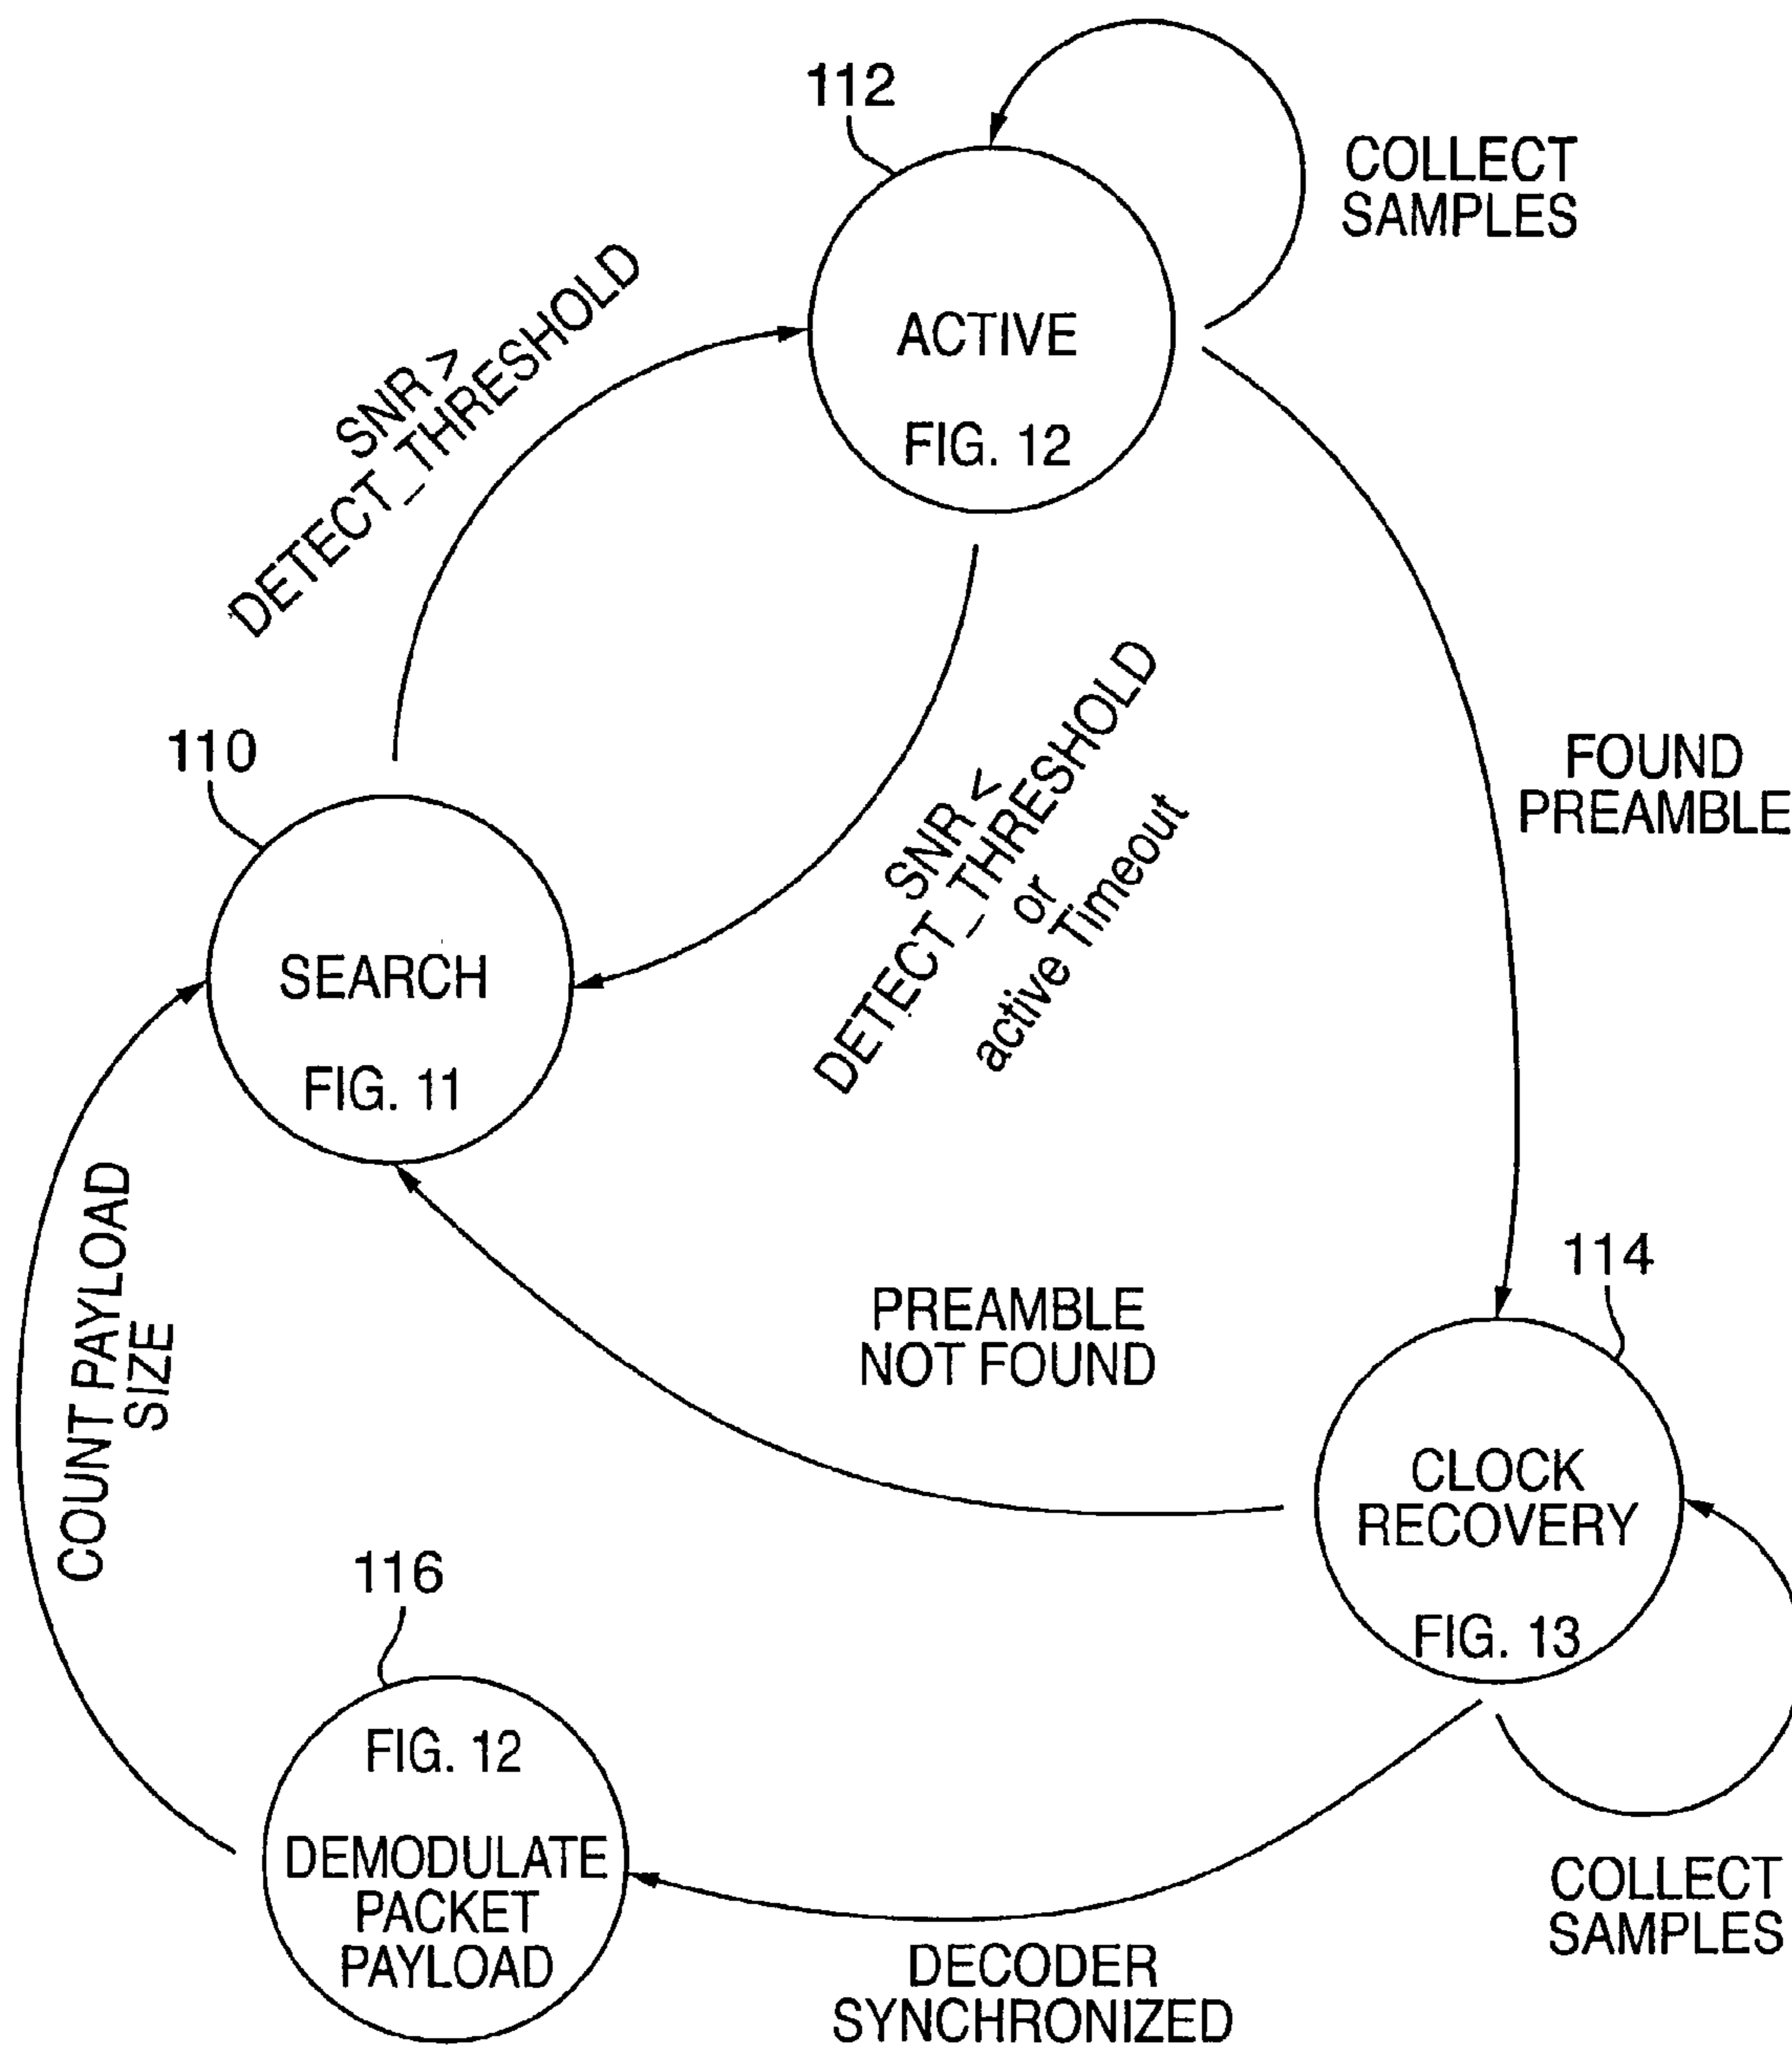 112
COLLECT
SAMPLES
ACTIVE
FIG. 12
SNR >
DETECT_THRESHOLD
110
SNR <
DETECT_THRESHOLD
or
active Timeout
FOUND
PREAMBLE
SEARCH
FIG. 11
COUNT PAYLOAD
SIZE
114
PREAMBLE
NOT FOUND
CLOCK
RECOVERY
FIG. 13
116
FIG. 12
DEMODULATE
PACKET
PAYLOAD
COLLECT
SAMPLES
DECODER
SYNCHRONIZED